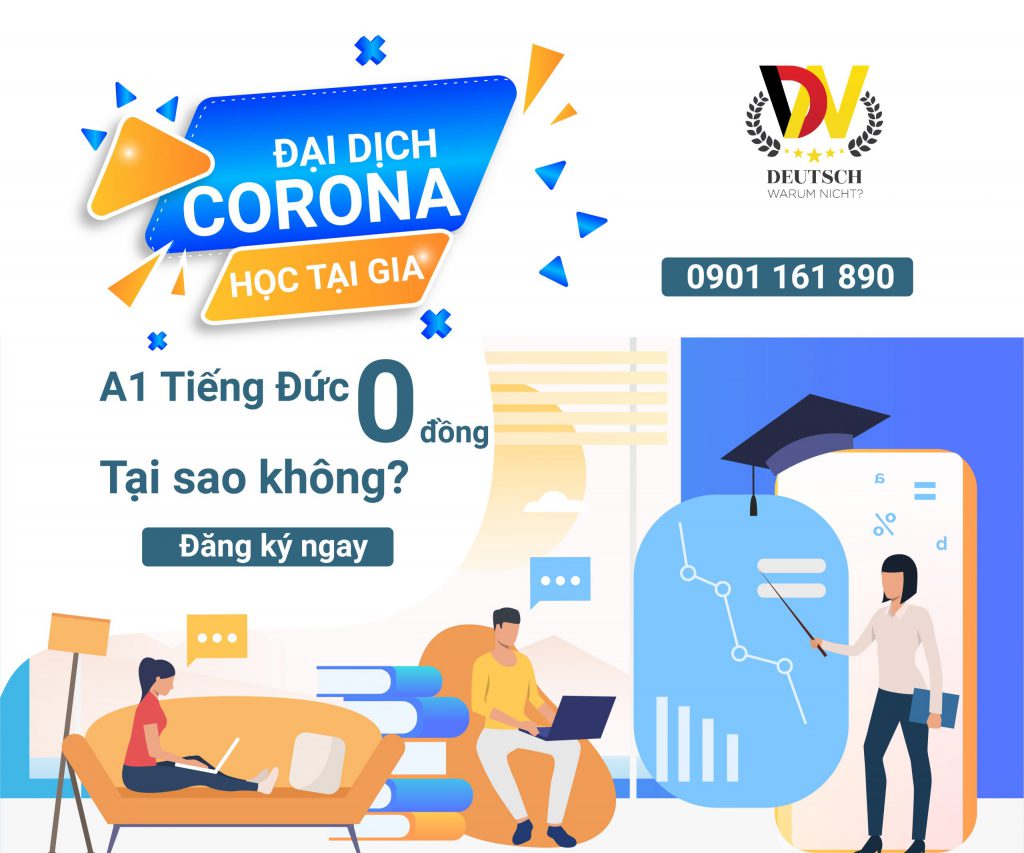 ĐẠI DỊCH
CORONA
HỌC TẠI GIA
DW
DEUTSCH
WARUM NICHT?
0901 161 890
A1 Tiếng Đức 0 đồng
Tại sao không?
Đăng ký ngay
a
=
%
b